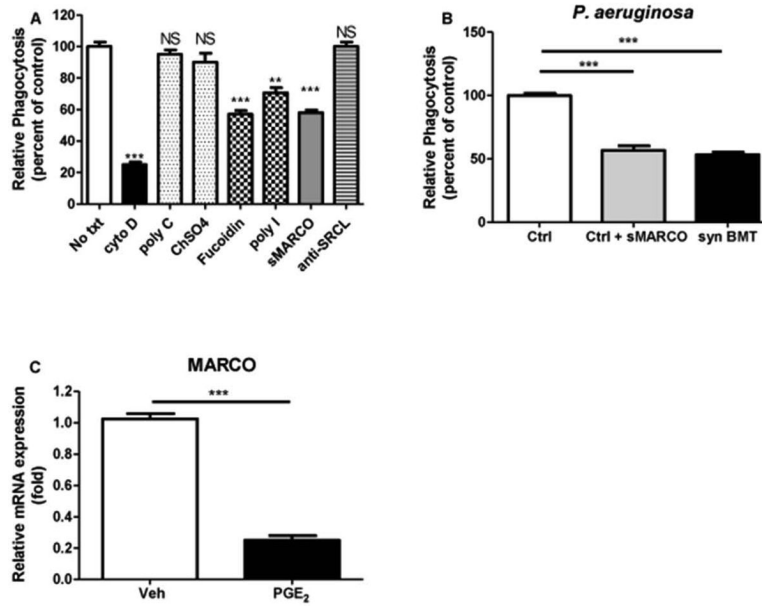 A
Relative Phagocytosis
(percent of control)
120
100
80
60
40
20
0
***
NS
NS
***
**
***
NS
No txt
cyto D
poly C
ChSO4
Fucoidin
poly I
sMARCO
anti-SRCL
B
P. aeruginosa
Relative Phagocytosis
(percent of control)
150
100
50
0
***
***
Ctrl
Ctrl + sMARCO
syn BMT
C
MARCO
Relative mRNA expression
(fold)
1.2
1.0
0.8
0.6
0.4
0.2
0.0
***
Veh
PGE₂